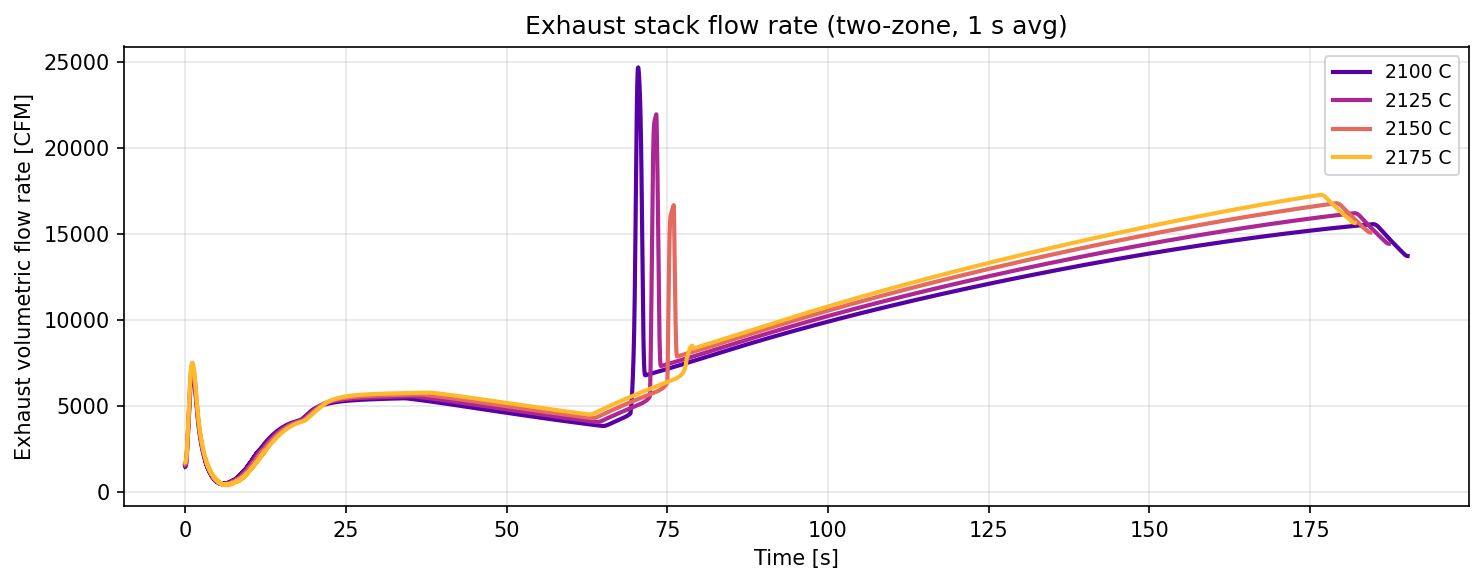 Exhaust stack flow rate (two-zone, 1 s avg)
Exhaust volumetric flow rate [CFM]
25000
20000
15000
10000
5000
0
2100 C
2125 C
2150 C
2175 C
0 25 50 75 100 125 150 175
Time [s]